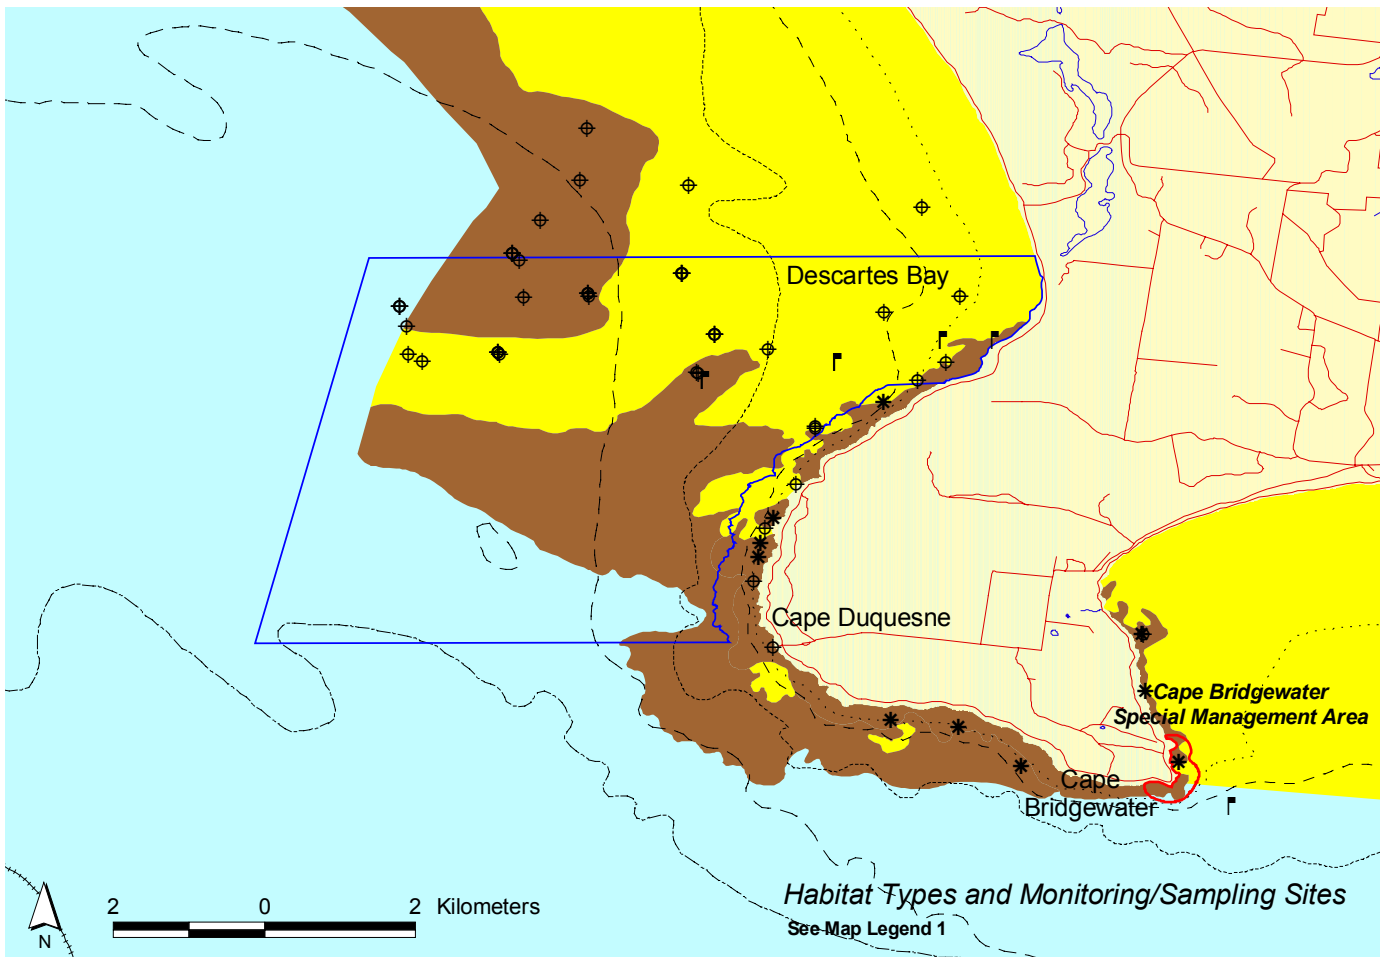 Descartes Bay
Cape Duquesne
Cape Bridgewater
Special Management Area
Cape
Bridgewater
Habitat Types and Monitoring/Sampling Sites
See Map Legend 1
2 0 2 Kilometers
N